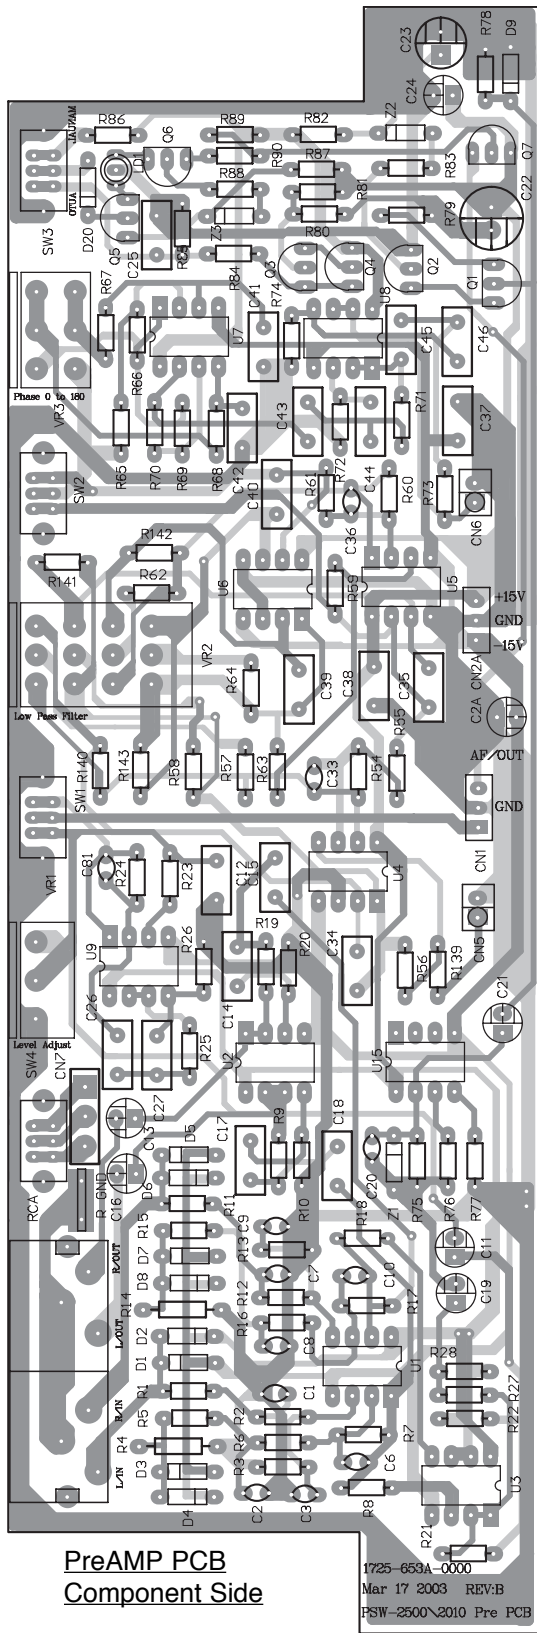 C23
R78
D9
C24
MANUAL
AUTO
SW3
R86
Q6
R89
R90
R82
Z2
Q7
R87
R83
R88
R81
R79
C22
D20
Q5
C25
Z3
R84
R80
Q3
Q4
Q2
Q1
R67
R66
U7
C41
R74
U8
C45
C46
Phase 0 to 180
VR3
R65
R70
R69
R68
C42
C43
R72
C44
R71
C37
SW2
C40
R61
C36
R60
R73
CN6
R142
R141
R62
U6
R59
U5
+15V
GND
-15V
CN2A
VR2
R64
C39
C38
C35
C2A
Low Pass Filter
R55
AF/OUT
R140
R143
R58
R57
R63
C33
R54
SW1
GND
CN1
VR1
C81
R24
R23
C12
C15
U4
CN5
U9
R26
R19
R20
C34
R56
R139
C21
C14
C26
Level Adjust
SW4
CN7
R25
U2
U15
C27
C13
D5
C17
R9
C18
C20
Z1
R75
R76
R77
RCA
R GND
C16
D6
R11
R10
R15
C9
R18
C11
R/OUT
D7
R13
C7
C10
D8
R12
R17
C19
R14
L/OUT
D2
R16
C8
U1
R28
D1
R/IN
R1
C1
R27
R5
R2
R22
R4
R6
R7
L/IN
D3
R3
C6
U3
D4
C2
C3
R8
R21
PreAMP PCB
Component Side
1725-653A-0000
Mar 17 2003 REV:B
PSW-2500\2010 Pre PCB